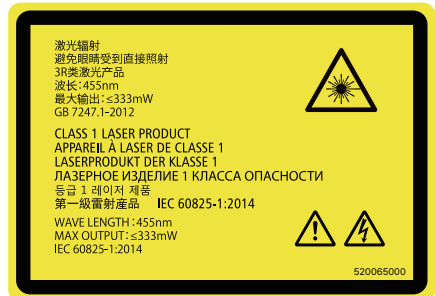 激光辐射
避免眼睛受到直接照射
3R类激光产品
波长：455nm
最大输出：≤333mW
GB 7247.1-2012
CLASS 1 LASER PRODUCT
APPAREIL À LASER DE CLASSE 1
LASERPRODUKT DER KLASSE 1
ЛАЗЕРНОЕ ИЗДЕЛИЕ 1 КЛАССА ОПАСНОСТИ
등급 1 레이저 제품
第一級雷射産品 IEC 60825-1:2014
WAVE LENGTH：455nm
MAX OUTPUT：≤333mW
IEC 60825-1:2014
520065000